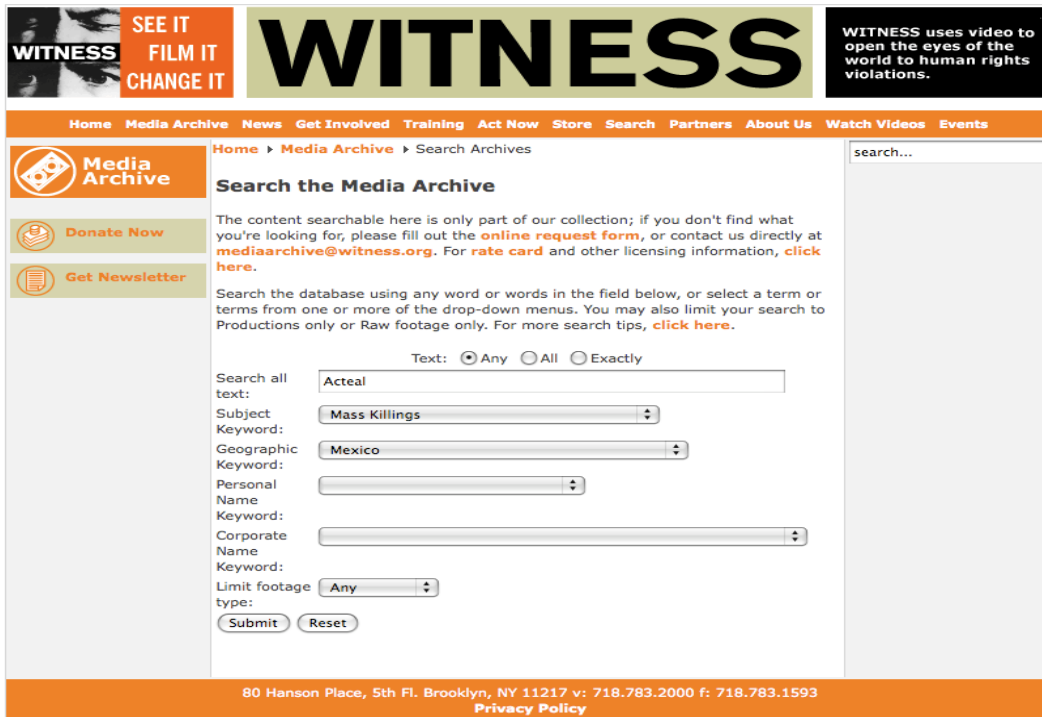 SEE IT
WITNESS FILM IT
CHANGE IT
WITNESS
WITNESS uses video to
open the eyes of the
world to human rights
violations.
Home Media Archive News Get Involved Training Act Now Store Search Partners About Us Watch Videos Events
Media
Archive
Donate Now
Get Newsletter
Home Media Archive Search Archives
Search the Media Archive
The content searchable here is only part of our collection; if you don't find what
you're looking for, please fill out the online request form, or contact us directly at
mediaarchive@witness.org. For rate card and other licensing information, click
here.
Search the database using any word or words in the field below, or select a term or
terms from one or more of the drop-down menus. You may also limit your search to
Productions only or Raw footage only. For more search tips, click here.
Text: Any All Exactly
Search all
text:
Acteal
Subject
Keyword:
Mass Killings
Geographic
Keyword:
Mexico
Personal
Name
Keyword:
Corporate
Name
Keyword:
Limit footage
type:
Any
Submit Reset
search...
80 Hanson Place, 5th Fl. Brooklyn, NY 11217 v: 718.783.2000 f: 718.783.1593
Privacy Policy